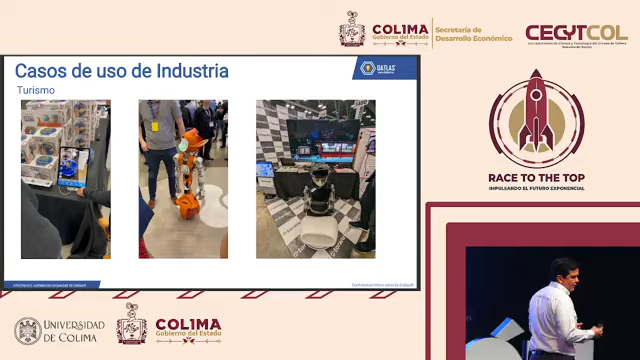 COLIMA
Gobierno del Estado
Secretaría de
Desarrollo Económico
CECYTCOL
Casos de uso de Industria
Turismo
DATLAS
RACE TO THE TOP
IMPULSANDO EL FUTURO EXPONENCIAL
UNIVERSIDAD
DE COLIMA
COLIMA
Gobierno del Estado